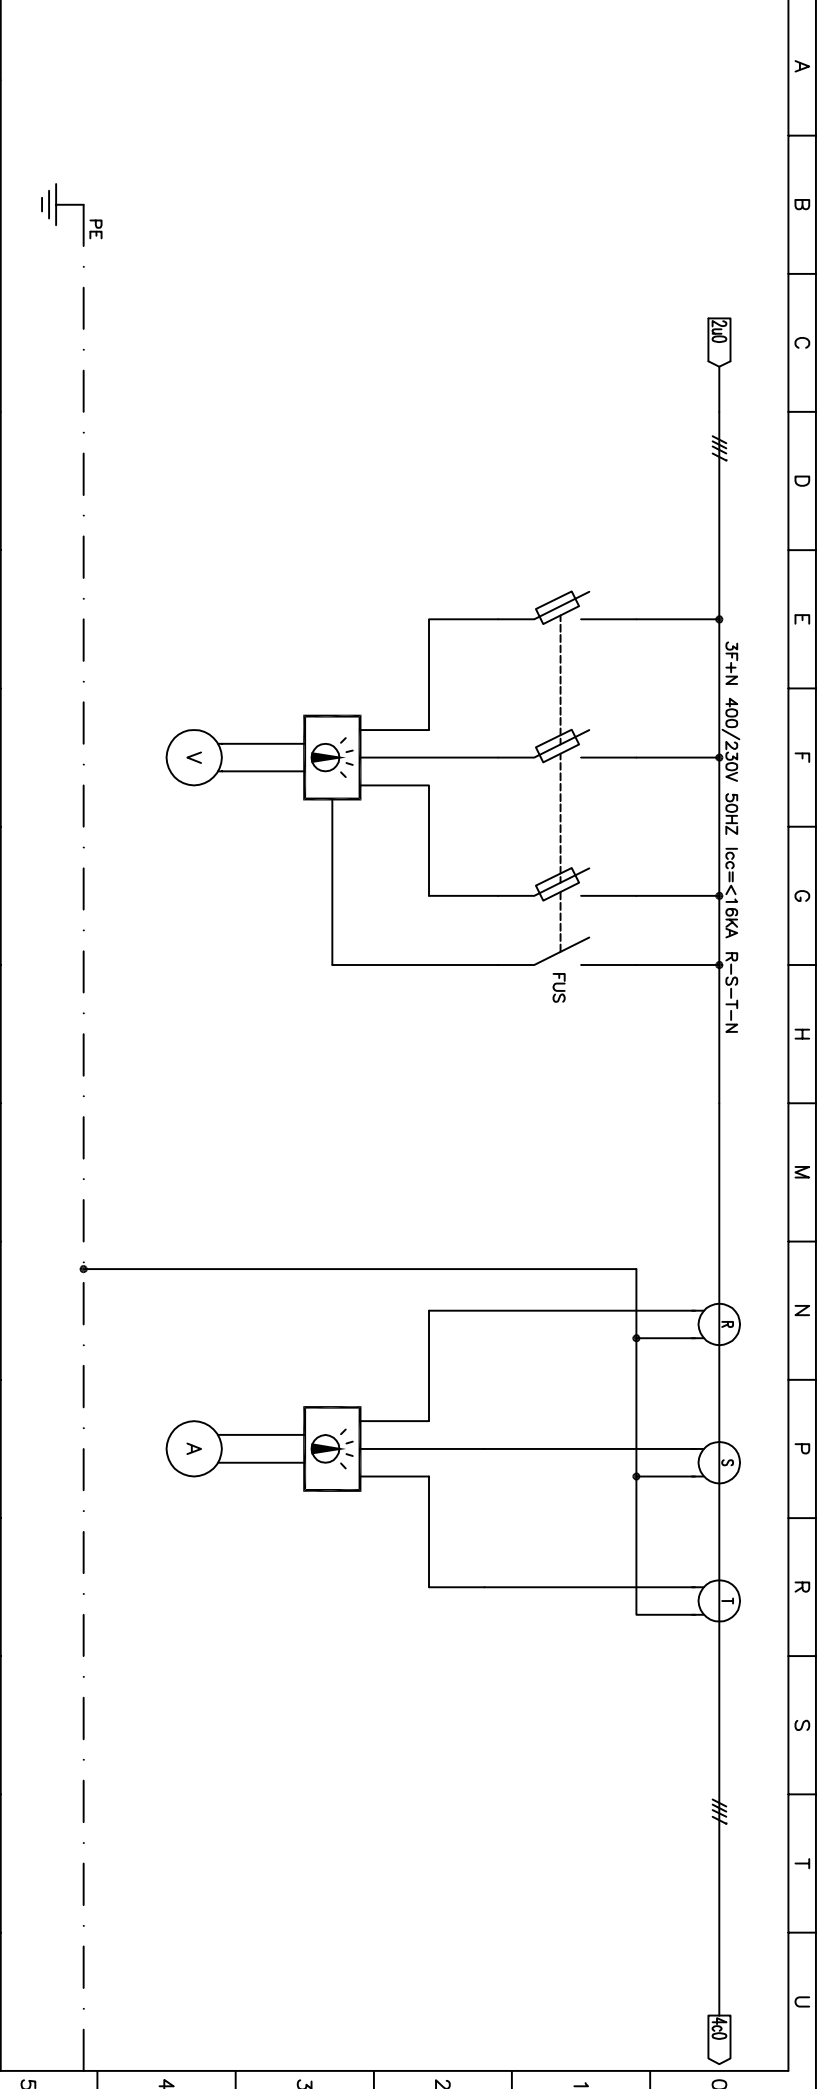 A
B
C
D
E
F
G
H
M
N
P
R
S
T
U
2u0
4c0
3F+N 400/230V 50HZ Icc=<16KA R-S-T-N
R
S
T
FUS
V
A
PE
0
1
2
3
4
5